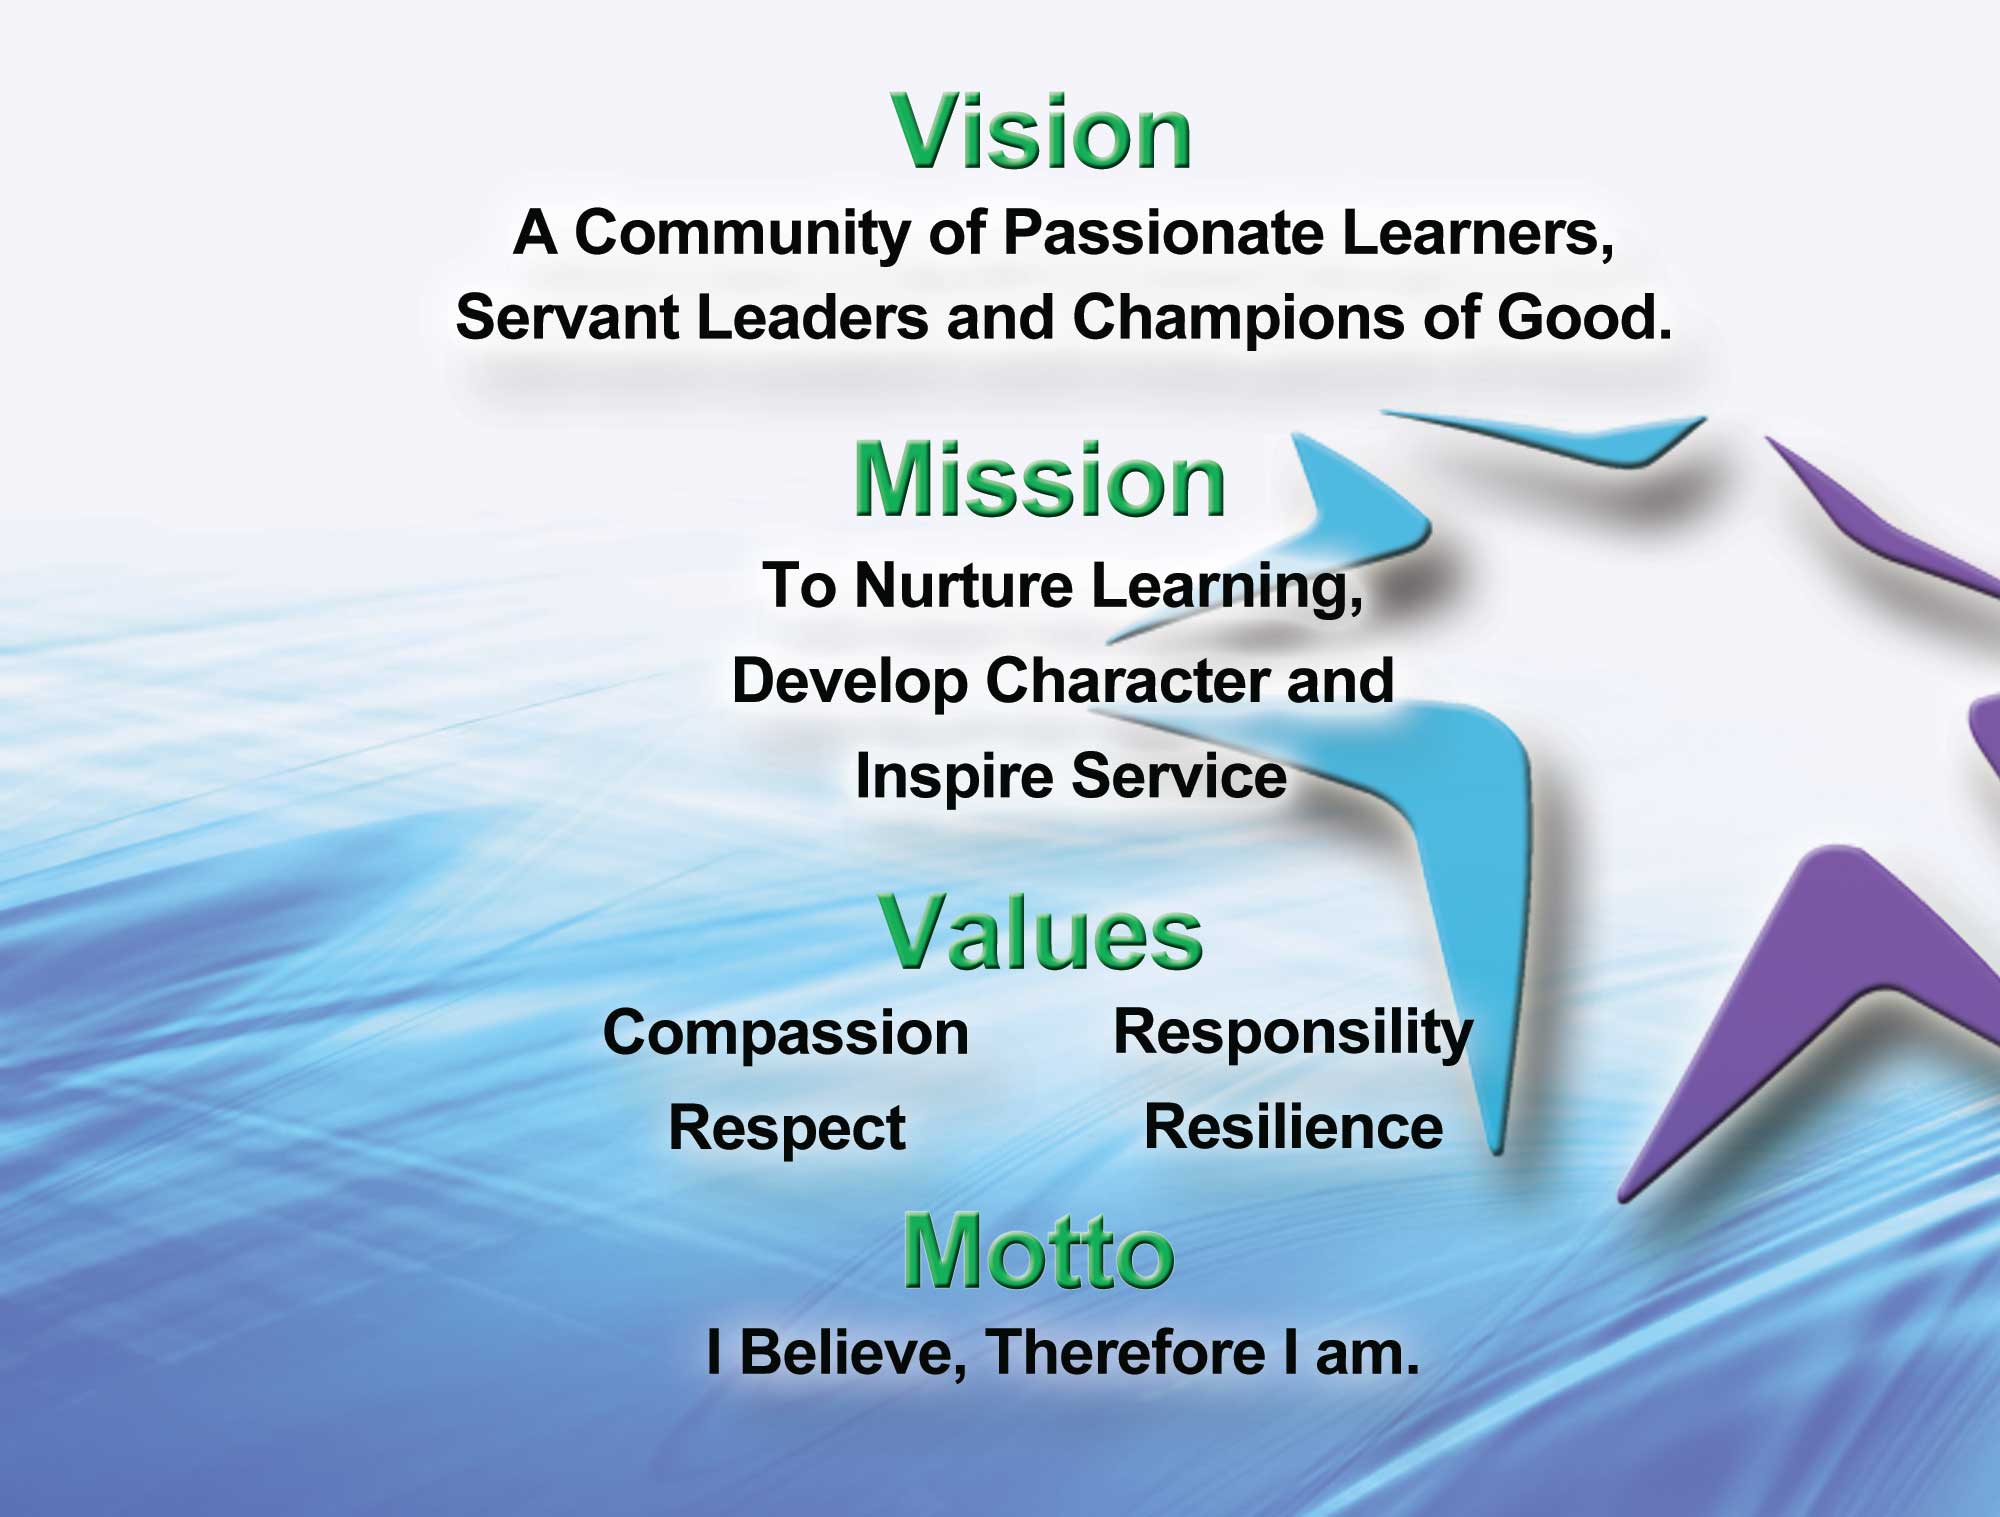 Vision
A Community of Passionate Learners,
Servant Leaders and Champions of Good.
Mission
To Nurture Learning,
Develop Character and
Inspire Service
Values
Compassion Responsility
Respect Resilience
Motto
I Believe, Therefore I am.